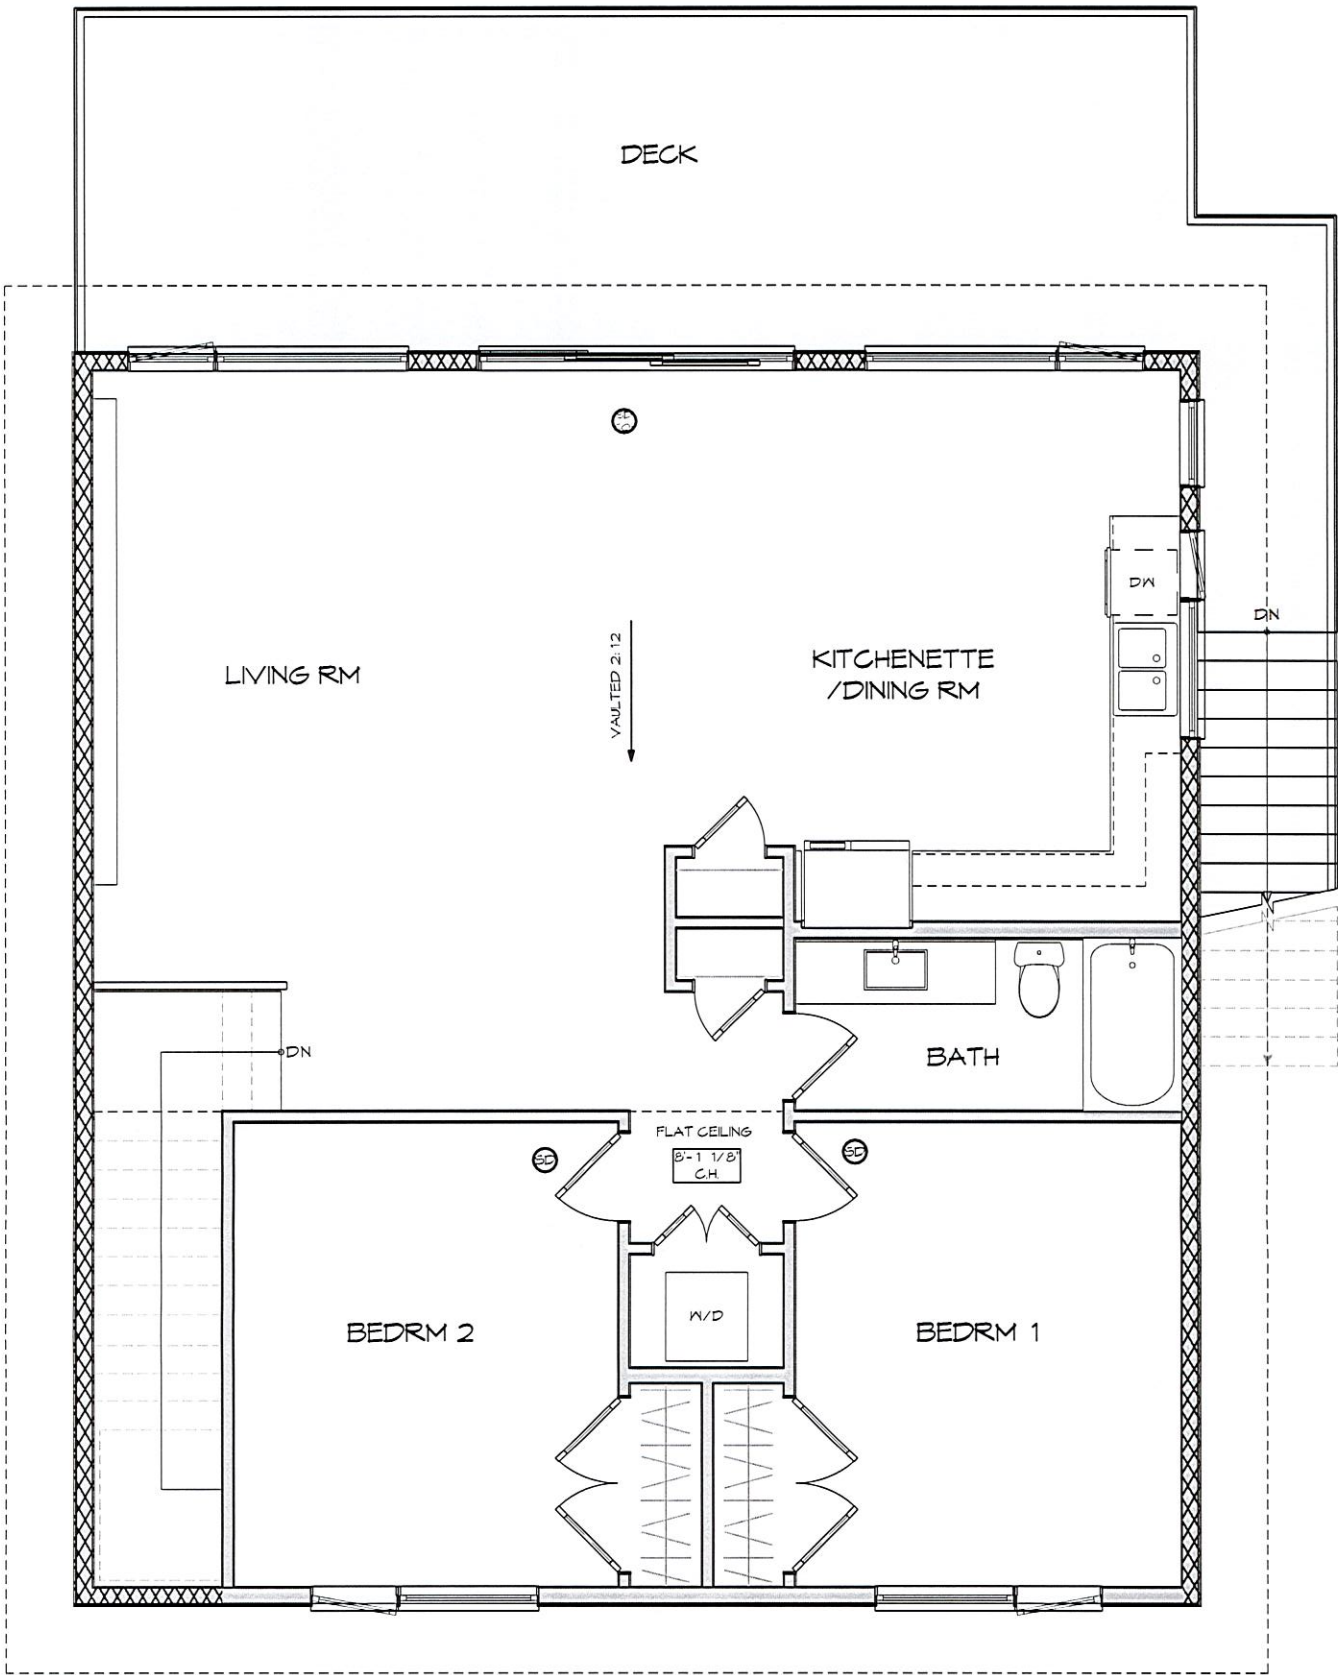 DECK
SD
DW
DN
VAULTED 2:12
LIVING RM
KITCHENETTE
/DINING RM
DN
BATH
FLAT CEILING
8'-1 1/8"
C.H.
SD
SD
W/D
BEDRM 2
BEDRM 1